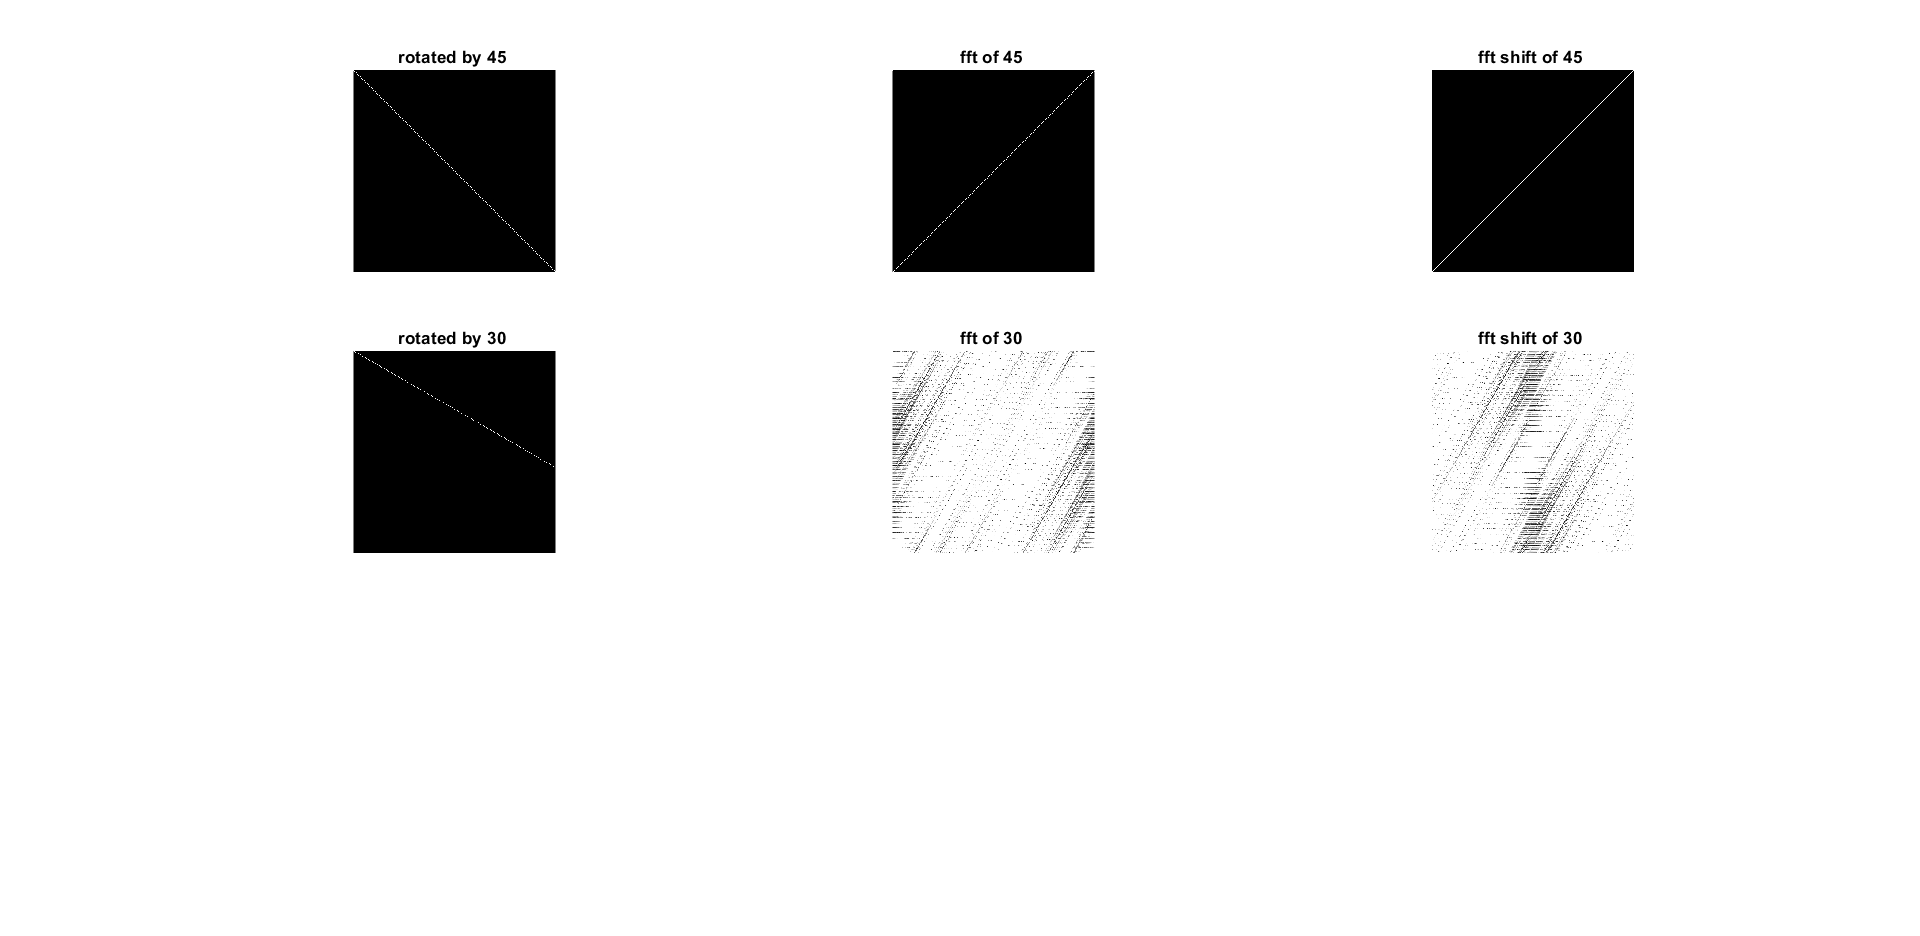 rotated by 45
fft of 45
fft shift of 45
rotated by 30
fft of 30
fft shift of 30